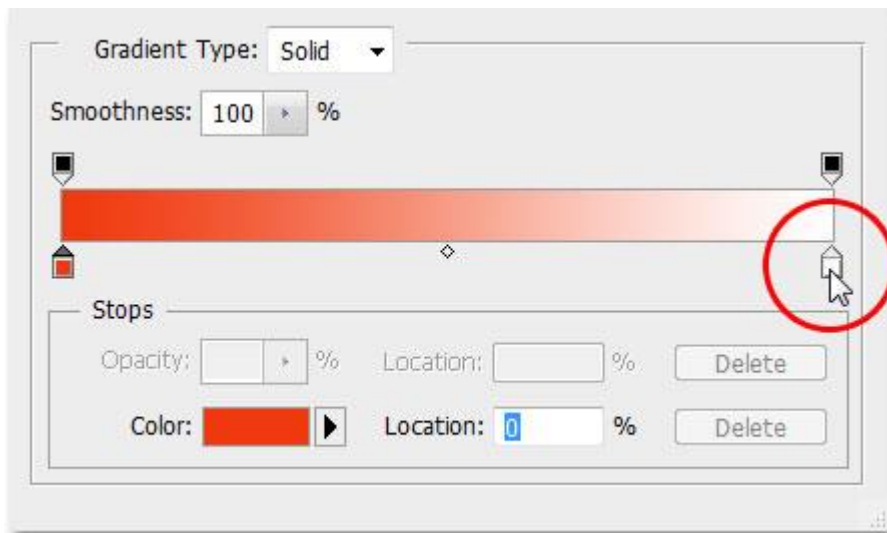 Gradient Type: Solid
Smoothness: 100 %
Stops
Opacity: % Location: % Delete
Color: Location: 0 % Delete